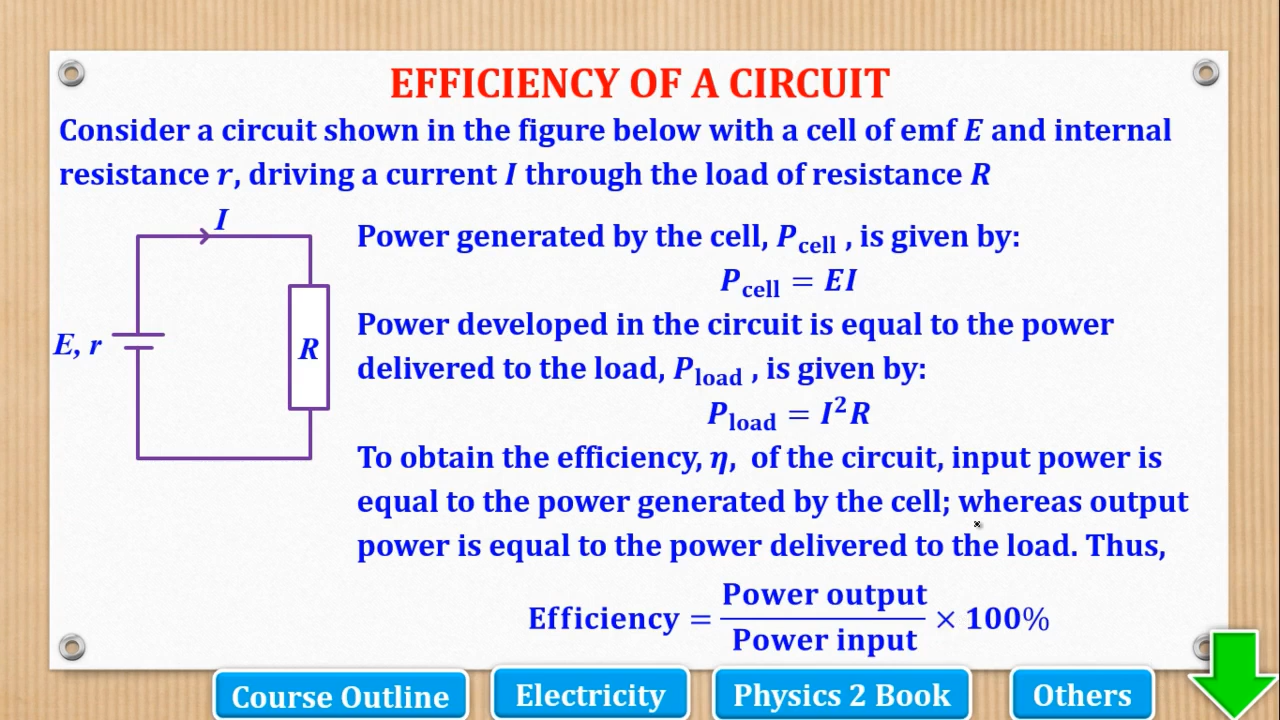 EFFICIENCY OF A CIRCUIT
Consider a circuit shown in the figure below with a cell of emf E and internal
resistance r, driving a current I through the load of resistance R
I
E, r
R
Power generated by the cell, P_cell , is given by:
P_cell = EI
Power developed in the circuit is equal to the power
delivered to the load, P_load , is given by:
P_load = I²R
To obtain the efficiency, η, of the circuit, input power is
equal to the power generated by the cell; whereas output
power is equal to the power delivered to the load. Thus,
Efficiency = Power output / Power input × 100%
Course Outline
Electricity
Physics 2 Book
Others